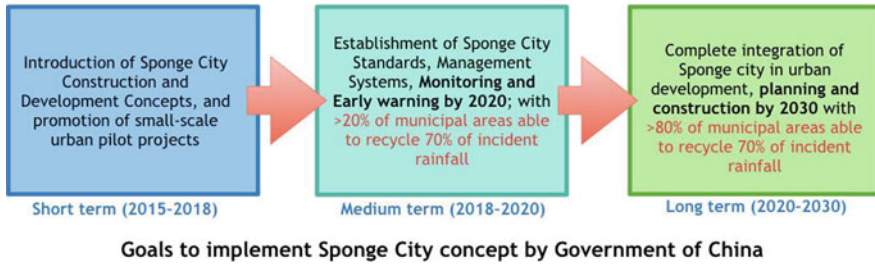 Introduction of Sponge City
Construction and
Development Concepts, and
promotion of small-scale
urban pilot projects
Short term (2015-2018)
Establishment of Sponge City
Standards, Management
Systems, Monitoring and
Early warning by 2020; with
>20% of municipal areas able
to recycle 70% of incident
rainfall
Medium term (2018-2020)
Complete integration of
Sponge city in urban
development, planning and
construction by 2030 with
>80% of municipal areas able
to recycle 70% of incident
rainfall
Long term (2020-2030)
Goals to implement Sponge City concept by Government of China